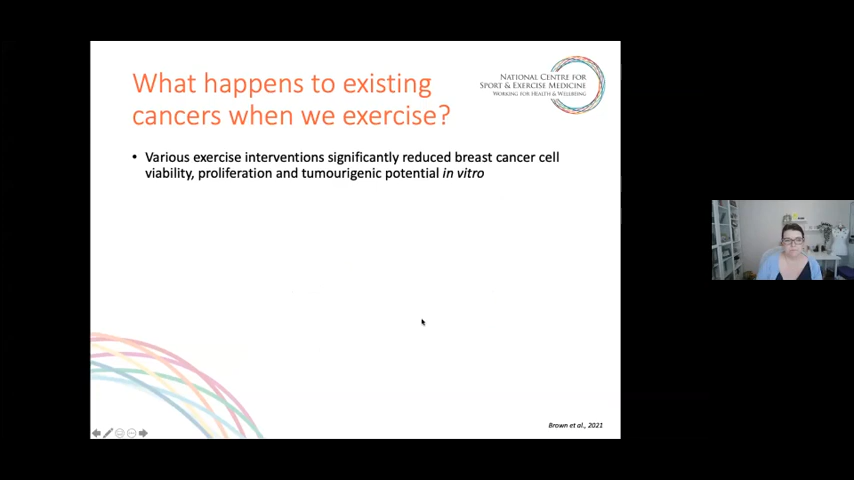 What happens to existing
cancers when we exercise?
NATIONAL CENTRE FOR
SPORT & EXERCISE MEDICINE
WORKING FOR HEALTH & WELLBEING
• Various exercise interventions significantly reduced breast cancer cell
viability, proliferation and tumourigenic potential in vitro
Brown et al., 2021